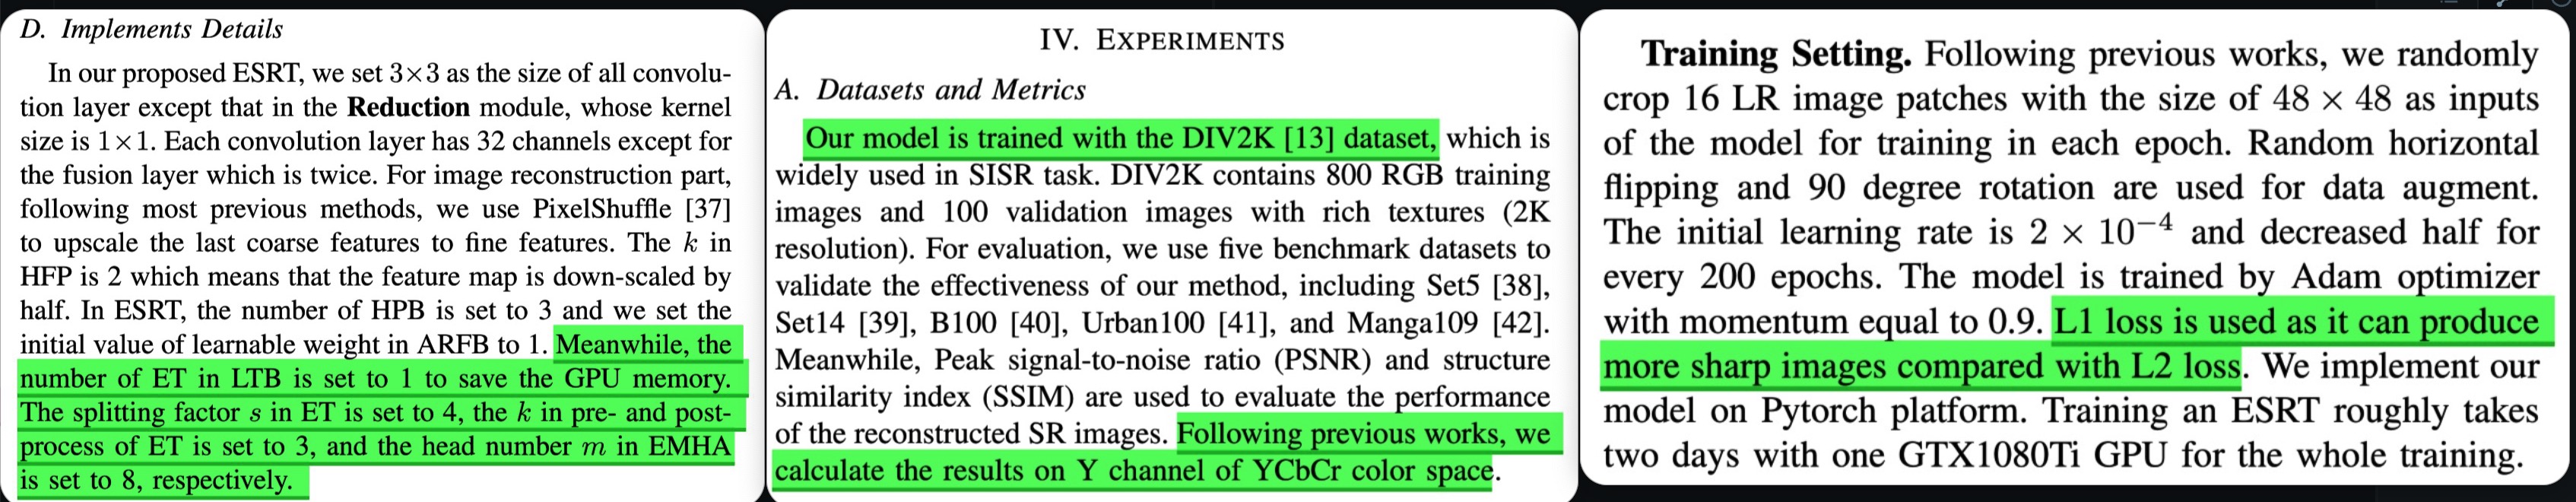 D. Implements Details
In our proposed ESRT, we set 3×3 as the size of all convolu-
tion layer except that in the Reduction module, whose kernel
size is 1×1. Each convolution layer has 32 channels except for
the fusion layer which is twice. For image reconstruction part,
following most previous methods, we use PixelShuffle [37]
to upscale the last coarse features to fine features. The k in
HFP is 2 which means that the feature map is down-scaled by
half. In ESRT, the number of HPB is set to 3 and we set the
initial value of learnable weight in ARFB to 1. Meanwhile, the
number of ET in LTB is set to 1 to save the GPU memory.
The splitting factor s in ET is set to 4, the k in pre- and post-
process of ET is set to 3, and the head number m in EMHA
is set to 8, respectively.
IV. EXPERIMENTS
A. Datasets and Metrics
Our model is trained with the DIV2K [13] dataset, which is
widely used in SISR task. DIV2K contains 800 RGB training
images and 100 validation images with rich textures (2K
resolution). For evaluation, we use five benchmark datasets to
validate the effectiveness of our method, including Set5 [38],
Set14 [39], B100 [40], Urban100 [41], and Manga109 [42].
Meanwhile, Peak signal-to-noise ratio (PSNR) and structure
similarity index (SSIM) are used to evaluate the performance
of the reconstructed SR images. Following previous works, we
calculate the results on Y channel of YCbCr color space.
Training Setting. Following previous works, we randomly
crop 16 LR image patches with the size of 48 × 48 as inputs
of the model for training in each epoch. Random horizontal
flipping and 90 degree rotation are used for data augment.
The initial learning rate is 2 × 10⁻⁴ and decreased half for
every 200 epochs. The model is trained by Adam optimizer
with momentum equal to 0.9. L1 loss is used as it can produce
more sharp images compared with L2 loss. We implement our
model on Pytorch platform. Training an ESRT roughly takes
two days with one GTX1080Ti GPU for the whole training.